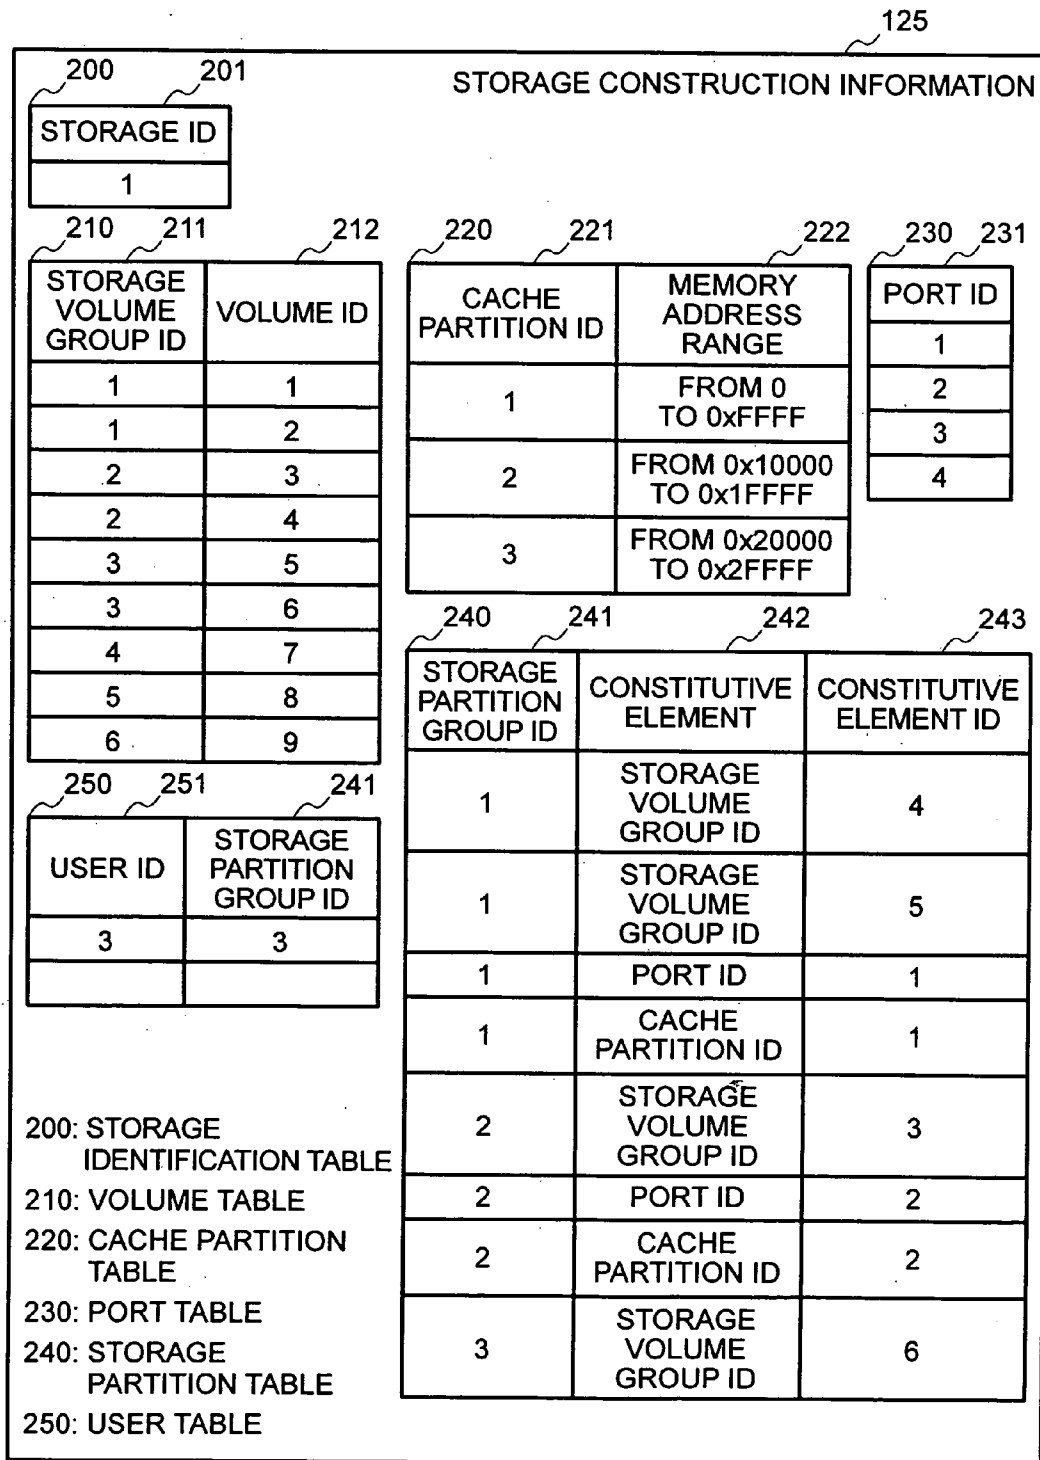 125
STORAGE CONSTRUCTION INFORMATION
200 201
STORAGE ID
1
210 211 212
STORAGE VOLUME GROUP ID VOLUME ID
1 1
1 2
2 3
2 4
3 5
3 6
4 7
5 8
6 9
220 221 222
CACHE PARTITION ID MEMORY ADDRESS RANGE
1 FROM 0 TO 0xFFFF
2 FROM 0x10000 TO 0x1FFFF
3 FROM 0x20000 TO 0x2FFFF
230 231
PORT ID
1
2
3
4
240 241 242 243
STORAGE PARTITION GROUP ID CONSTITUTIVE ELEMENT CONSTITUTIVE ELEMENT ID
1 STORAGE VOLUME GROUP ID 4
1 STORAGE VOLUME GROUP ID 5
1 PORT ID 1
1 CACHE PARTITION ID 1
2 STORAGE VOLUME GROUP ID 3
2 PORT ID 2
2 CACHE PARTITION ID 2
3 STORAGE VOLUME GROUP ID 6
250 251 241
USER ID STORAGE PARTITION GROUP ID
3 3
200: STORAGE
IDENTIFICATION TABLE
210: VOLUME TABLE
220: CACHE PARTITION
TABLE
230: PORT TABLE
240: STORAGE
PARTITION TABLE
250: USER TABLE